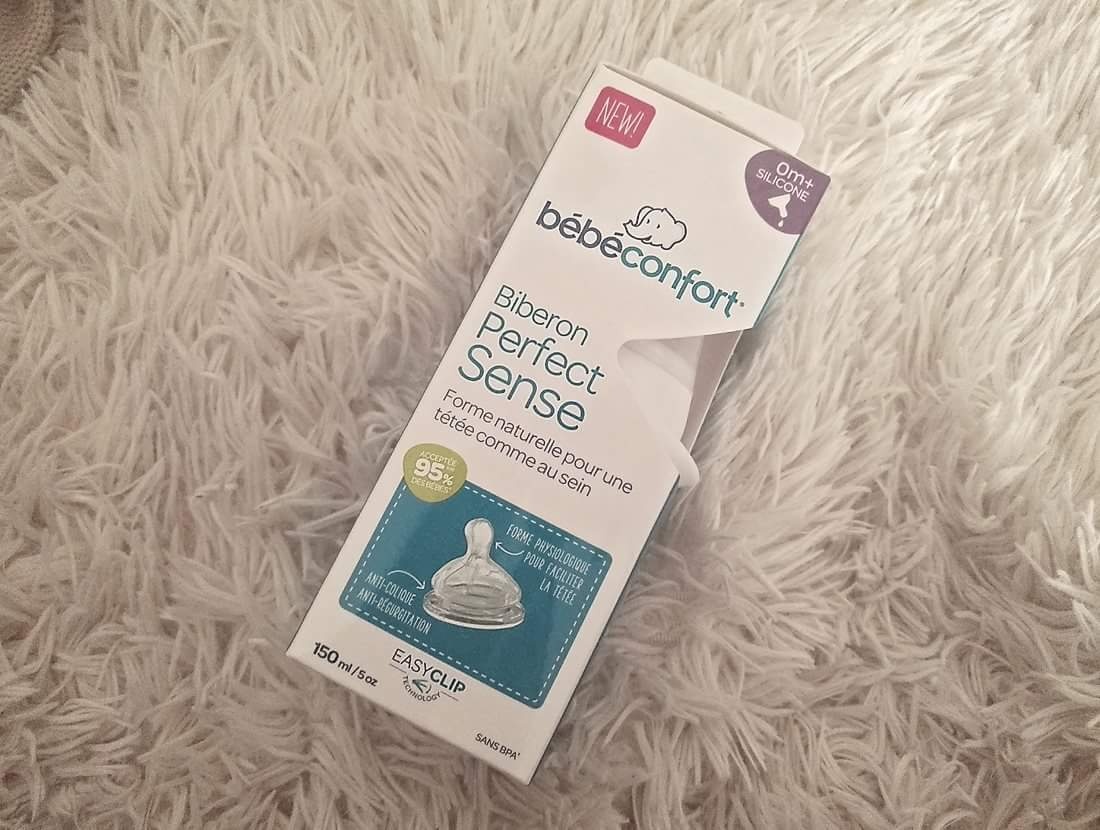 NEW!
0m+
SILICONE
bébéconfort
Biberon
Perfect
Sense
Forme naturelle pour une
tétée comme au sein
ACCEPTÉE
95%
DES BÉBÉS*
FORME PHYSIOLOGIQUE
POUR FACILITER
LA TÉTÉE
ANTI-COLIQUE
ANTI-RÉGURGITATION
150 ml / 5 oz
EASYCLIP
TECHNOLOGY
SANS BPA*